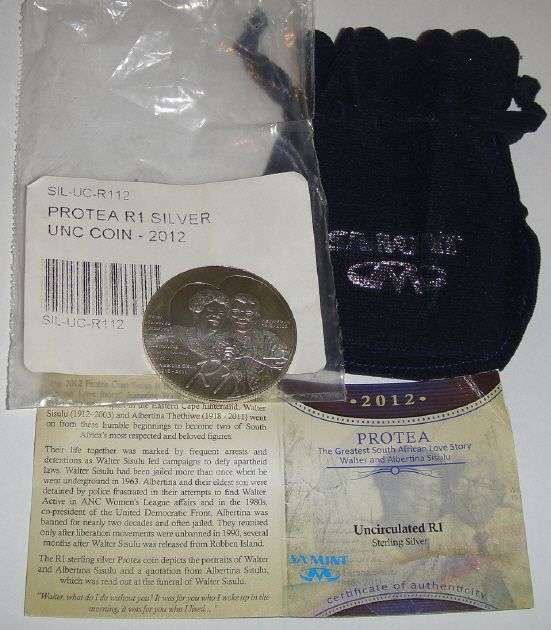 SIL-UC-R112
PROTEA R1 SILVER
UNC COIN - 2012
SIL-UC-R112
SA MINT
The 2012 Protea Coin
in the Eastern Cape hinterland. Walter
Sisulu (1912-2003) and Albertina Thethiwe (1918 - 2011) went
on from these humble beginnings to become two of South
Africa's most respected and beloved figures.
Their life together was marked by frequent arrests and
detentions as Walter Sisulu led campaigns to defy apartheid
laws. Walter Sisulu had been jailed more than once when he
went underground in 1963. Albertina and their eldest son were
detained by police frustrated in their attempts to find Walter
Active in ANC Women's League affairs and in the 1980s,
co-president of the United Democratic Front, Albertina was
banned for nearly two decades and often jailed. They reunited
only after liberation movements were unbanned in 1990, several
months after Walter Sisulu was released from Robben Island.
The R1 sterling silver Protea coin depicts the portraits of Walter
and Albertina Sisulu and a quotation from Albertina Sisulu,
which was read out at the funeral of Walter Sisulu.
"Walter, what do I do without you? It was for you who I woke up in the
morning, it was for you who I lived..."
2012
PROTEA
The Greatest South African Love Story
Walter and Albertina Sisulu
Uncirculated R1
Sterling Silver
SA MINT
certificate of authenticity